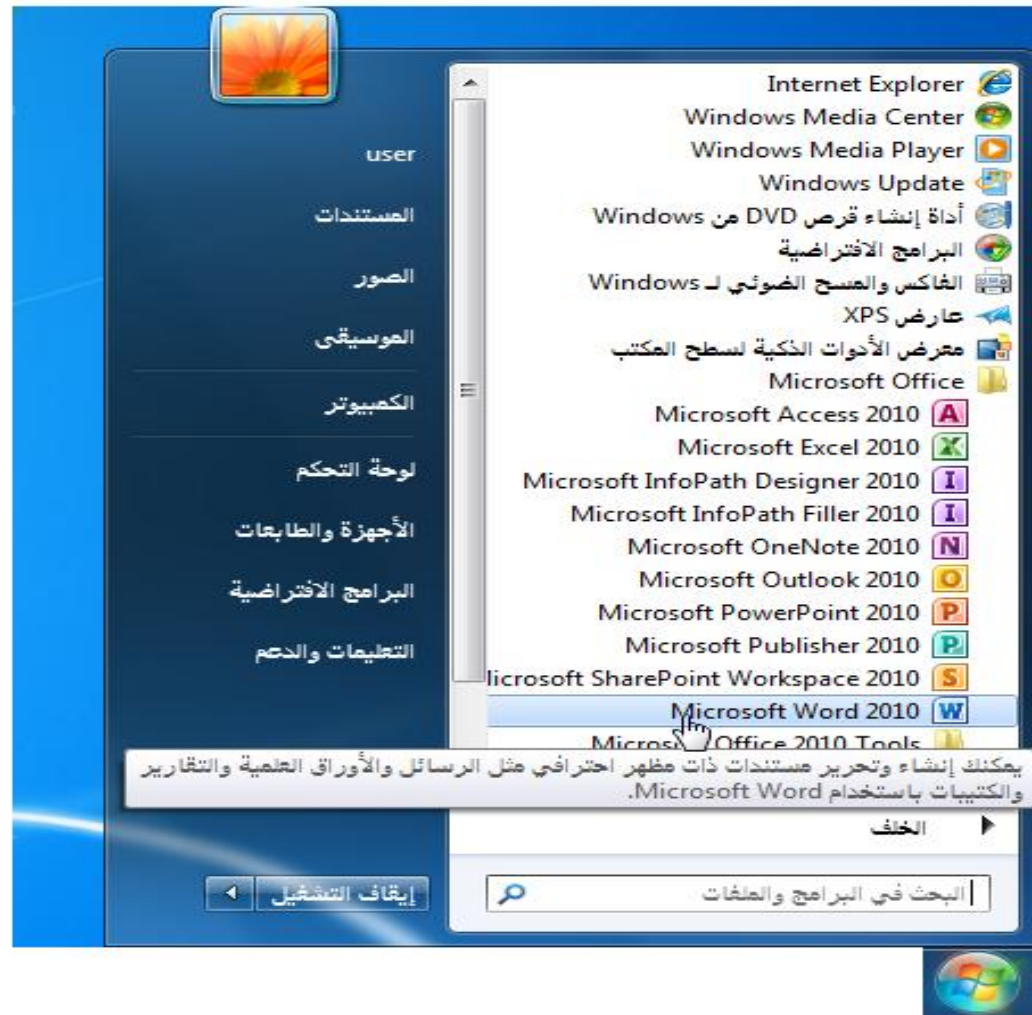 Internet Explorer
Windows Media Center
Windows Media Player
Windows Update
أداة إنشاء قرص DVD من Windows
البرامج الافتراضية
الفاكس والمسح الضوئي لـ Windows
عارض XPS
معرض الأدوات الذكية لسطح المكتب
Microsoft Office
Microsoft Access 2010
Microsoft Excel 2010
Microsoft InfoPath Designer 2010
Microsoft InfoPath Filler 2010
Microsoft OneNote 2010
Microsoft Outlook 2010
Microsoft PowerPoint 2010
Microsoft Publisher 2010
licrosoft SharePoint Workspace 2010
Microsoft Word 2010
Office 2010 Tools
يمكنك إنشاء وتحرير مستندات ذات مظهر احترافي مثل الرسائل والأوراق العلمية والتقارير
والكتيبات باستخدام Microsoft Word.
الخلف
البحث في البرامج والملفات
user
المستندات
الصور
الموسيقى
الكمبيوتر
لوحة التحكم
الأجهزة والطابعات
البرامج الافتراضية
التعليمات والدعم
إيقاف التشغيل